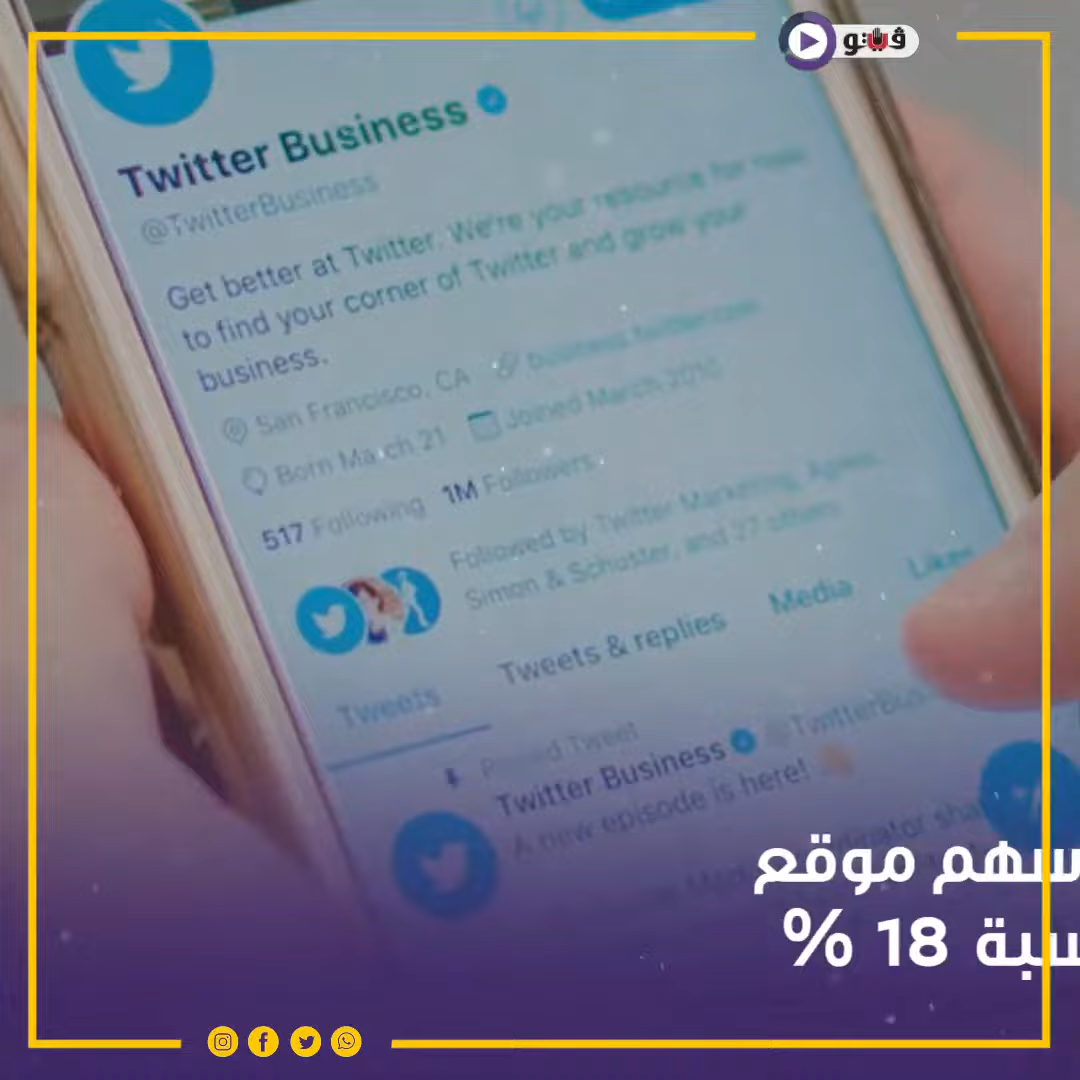 ڤيتو
Twitter Business
@TwitterBusiness
Get better at Twitter. We're your resource for
to find your corner of Twitter and grow your
business.
San Francisco, CA business.twitter.com
Born March 21 Joined March 2010
517 Following 1M Followers
Followed by Twitter Marketing,
Simon & Schuster, and 27 others
Tweets Tweets & replies Media Likes
Pinned Tweet
Twitter Business
A new episode is here!
سهم موقع
18 %